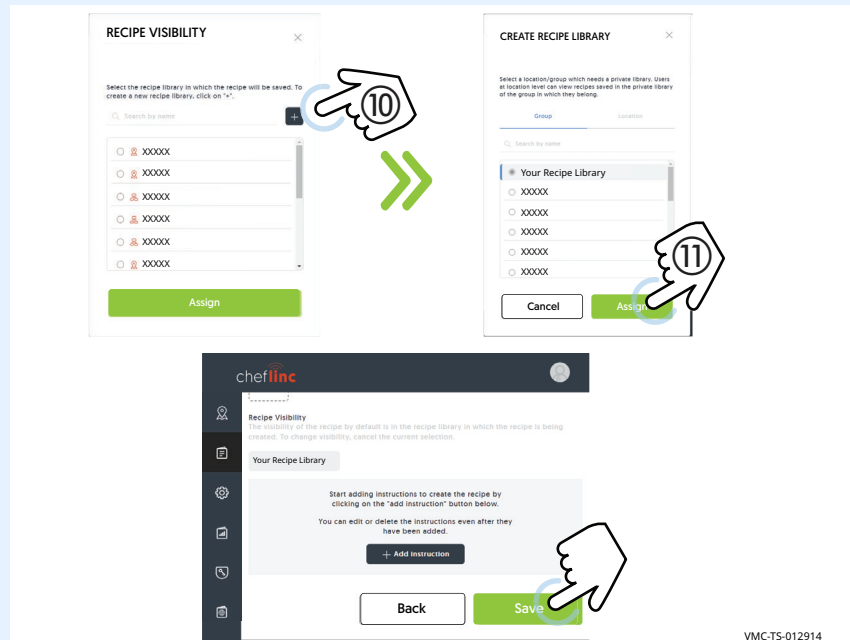 RECIPE VISIBILITY
Select the recipe library in which the recipe will be saved. To
create a new recipe library, click on "+".
Search by name
+
10
XXXXX
XXXXX
XXXXX
XXXXX
XXXXX
XXXXX
Assign
CREATE RECIPE LIBRARY
Select a location/group which needs a private library. Users
at location level can view recipes saved in the private library
of the group in which they belong.
Group
Location
Search by name
Your Recipe Library
XXXXX
XXXXX
XXXXX
XXXXX
XXXXX
11
Cancel
Assign
cheflinc
Recipe Visibility
The visibility of the recipe by default is in the recipe library in which the recipe is being
created. To change visibility, cancel the current selection.
Your Recipe Library
Start adding instructions to create the recipe by
clicking on the "add instruction" button below.
You can edit or delete the instructions even after they
have been added.
+ Add instruction
Back
Save
VMC-TS-012914